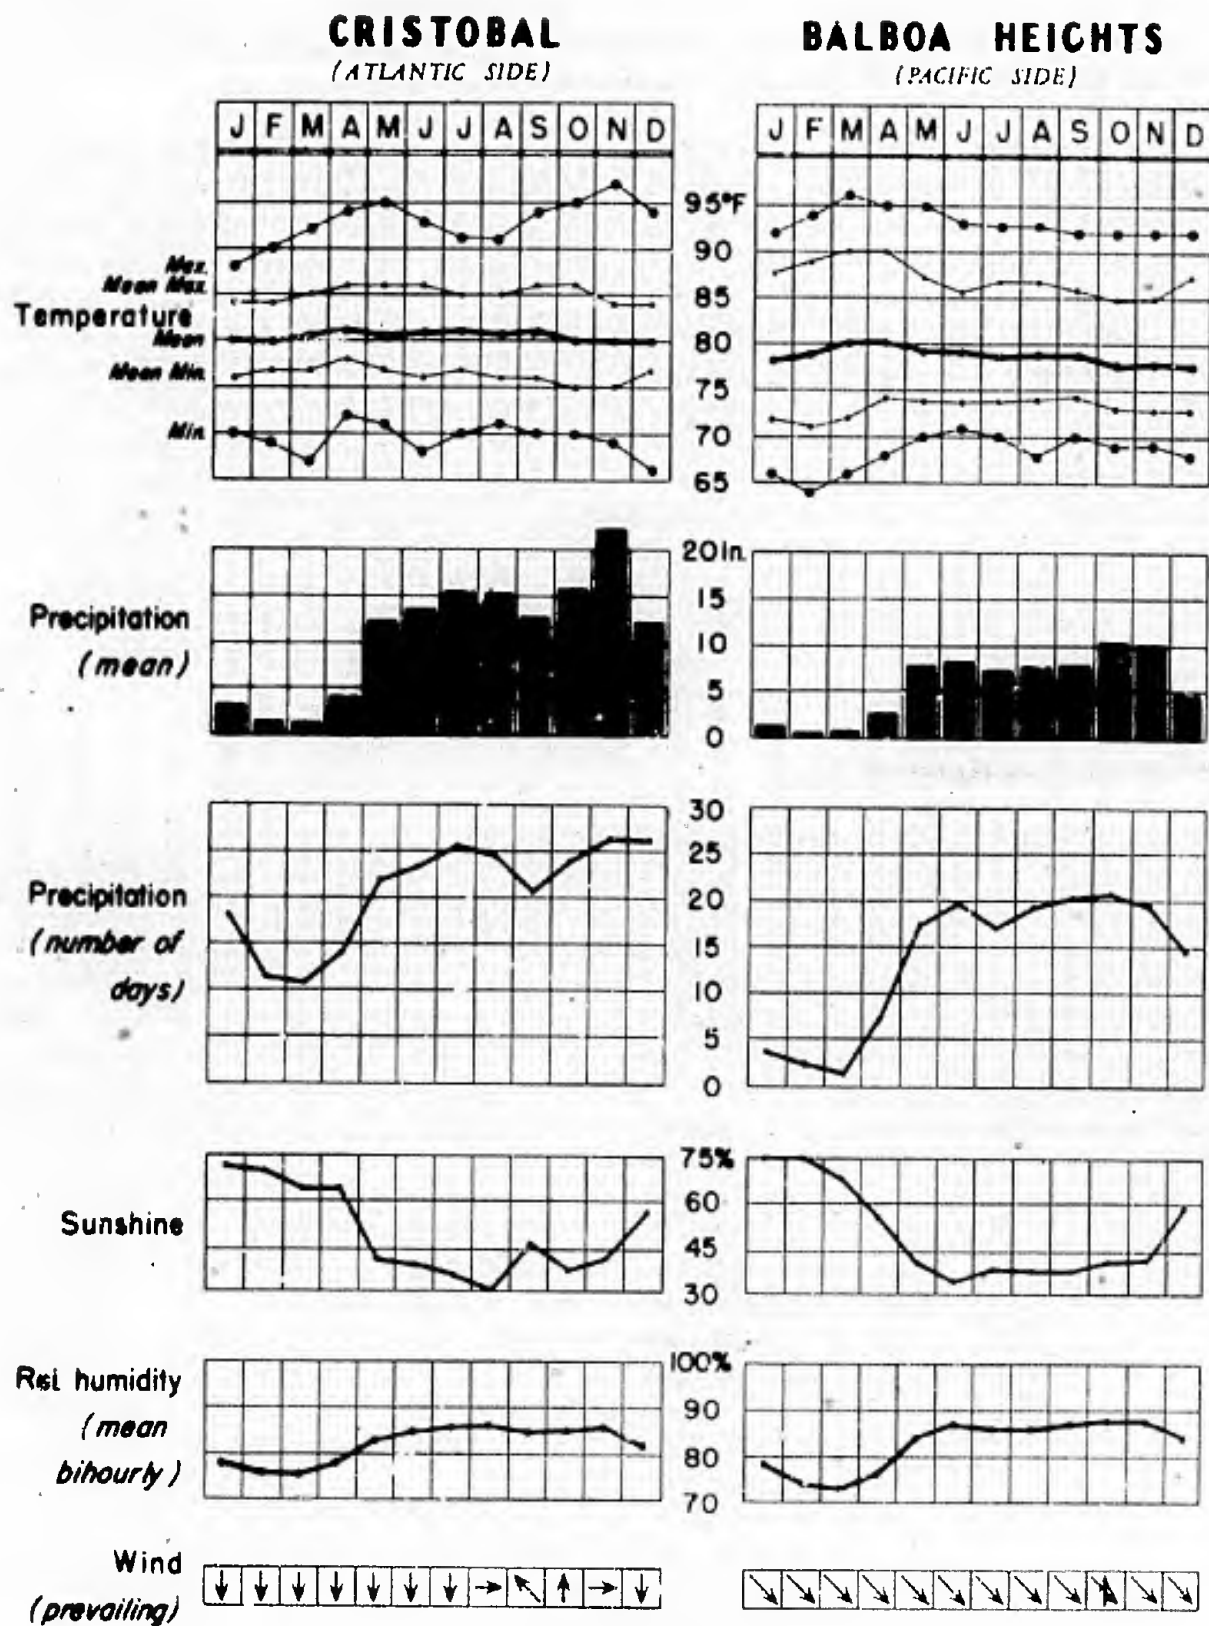 CRISTOBAL
(ATLANTIC SIDE)
BALBOA HEIGHTS
(PACIFIC SIDE)
J F M A M J J A S O N D
J F M A M J J A S O N D
Temperature
Max.
Mean Max.
Mean
Mean Min.
Min.
95°F
90
85
80
75
70
65
Precipitation
(mean)
20 in.
15
10
5
0
Precipitation
(number of
days)
30
25
20
15
10
5
0
Sunshine
75%
60
45
30
Rel. humidity
(mean
bihourly)
100%
90
80
70
Wind
(prevailing)